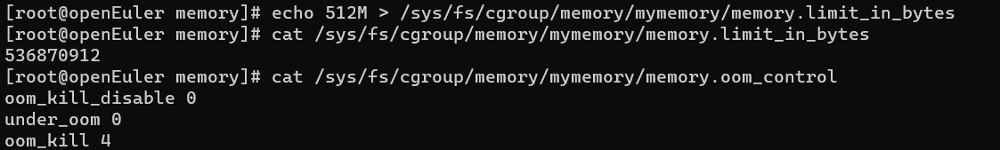 [root@openEuler memory]# echo 512M > /sys/fs/cgroup/memory/mymemory/memory.limit_in_bytes
[root@openEuler memory]# cat /sys/fs/cgroup/memory/mymemory/memory.limit_in_bytes
536870912
[root@openEuler memory]# cat /sys/fs/cgroup/memory/mymemory/memory.oom_control
oom_kill_disable 0
under_oom 0
oom_kill 4